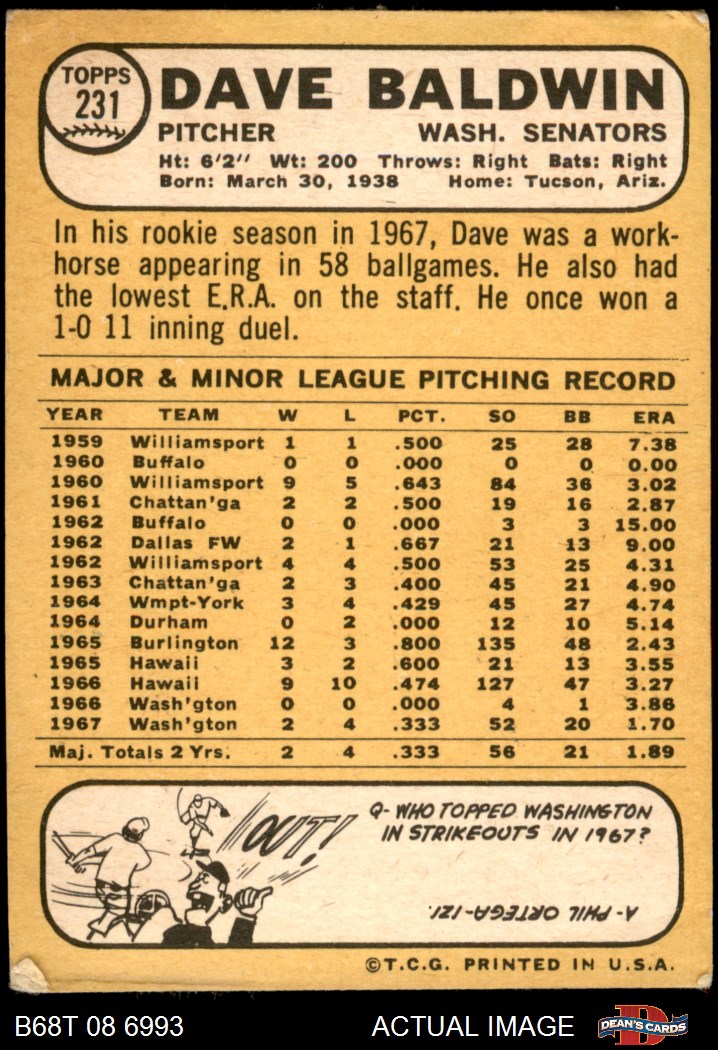 TOPPS
231
DAVE BALDWIN
PITCHER WASH. SENATORS
Ht: 6'2" Wt: 200 Throws: Right Bats: Right
Born: March 30, 1938 Home: Tucson, Ariz.
In his rookie season in 1967, Dave was a work-
horse appearing in 58 ballgames. He also had
the lowest E.R.A. on the staff. He once won a
1-0 11 inning duel.
MAJOR & MINOR LEAGUE PITCHING RECORD
YEAR TEAM W L PCT. SO BB ERA
1959 Williamsport 1 1 .500 25 28 7.38
1960 Buffalo 0 0 .000 0 0 0.00
1960 Williamsport 9 5 .643 84 36 3.02
1961 Chattan'ga 2 2 .500 19 16 2.87
1962 Buffalo 0 0 .000 3 3 15.00
1962 Dallas FW 2 1 .667 21 13 9.00
1962 Williamsport 4 4 .500 53 25 4.31
1963 Chattan'ga 2 3 .400 45 21 4.90
1964 Wmpt-York 3 4 .429 45 27 4.74
1964 Durham 0 2 .000 12 10 5.14
1965 Burlington 12 3 .800 135 48 2.43
1965 Hawaii 3 2 .600 21 13 3.55
1966 Hawaii 9 10 .474 127 47 3.27
1966 Wash'gton 0 0 .000 4 1 3.86
1967 Wash'gton 2 4 .333 52 20 1.70
Maj. Totals 2 Yrs. 2 4 .333 56 21 1.89
OUT!
Q- WHO TOPPED WASHINGTON
IN STRIKEOUTS IN 1967?
A- PHIL ORTEGA-121.
©T.C.G. PRINTED IN U.S.A.
B68T 08 6993 ACTUAL IMAGE
D
DEAN'S CARDS